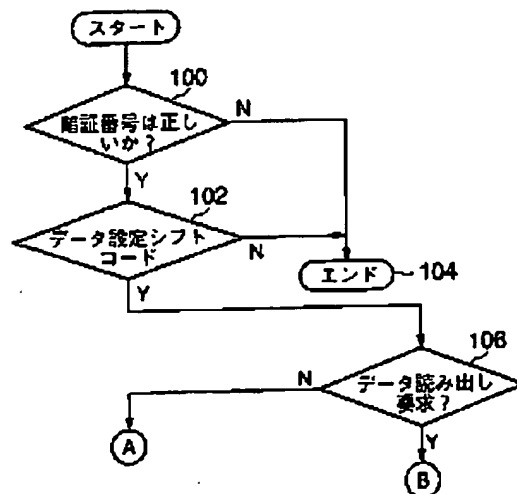 スタート
100
暗証番号は正し
いか?
N
Y
102
データ設定シフト
コード
N
Y
エンド
104
106
データ読み出し
要求?
N
Y
A
B